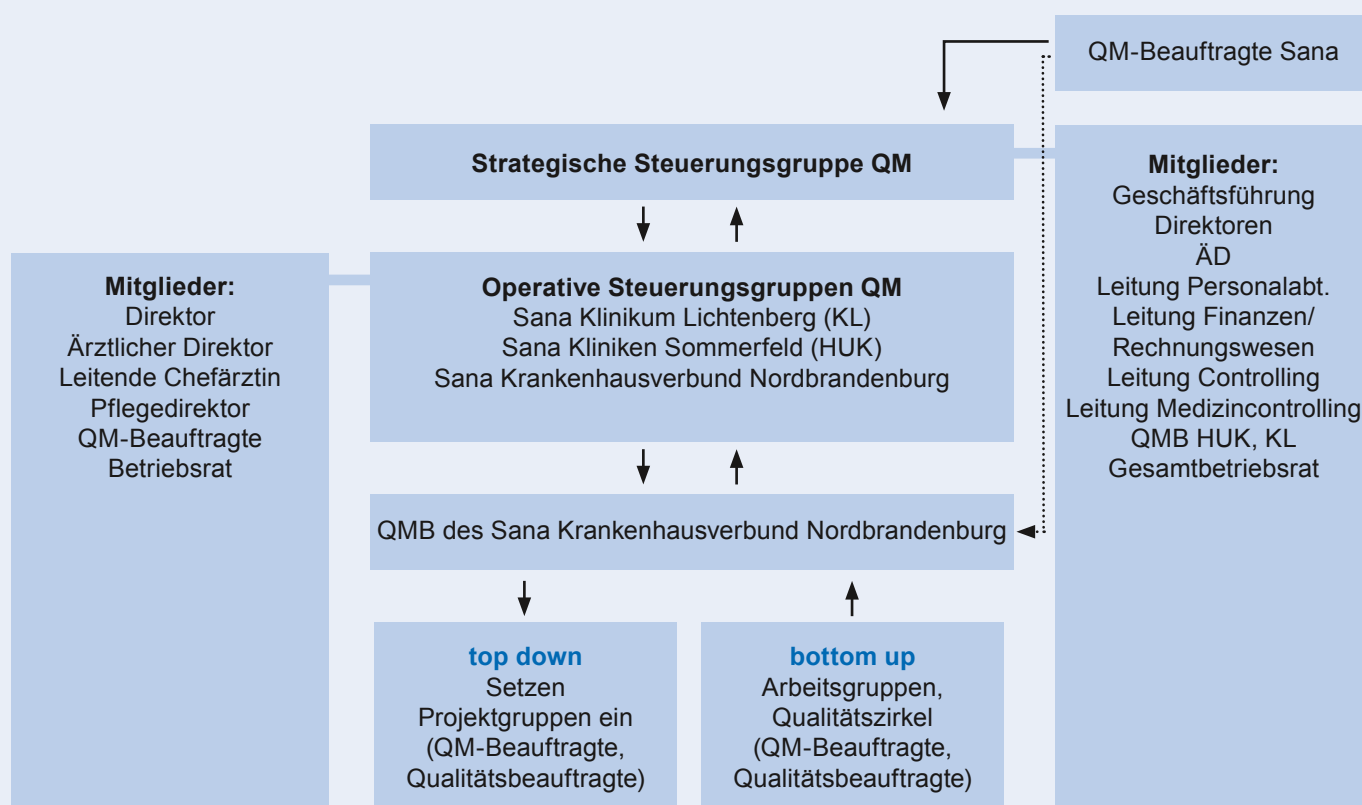 QM-Beauftragte Sana
Strategische Steuerungsgruppe QM
Mitglieder:
Geschäftsführung
Direktoren
ÄD
Leitung Personalabt.
Leitung Finanzen/
Rechnungswesen
Leitung Controlling
Leitung Medizincontrolling
QMB HUK, KL
Gesamtbetriebsrat
Mitglieder:
Direktor
Ärztlicher Direktor
Leitende Chefärztin
Pflegedirektor
QM-Beauftragte
Betriebsrat
Operative Steuerungsgruppen QM
Sana Klinikum Lichtenberg (KL)
Sana Kliniken Sommerfeld (HUK)
Sana Krankenhausverbund Nordbrandenburg
QMB des Sana Krankenhausverbund Nordbrandenburg
top down
Setzen
Projektgruppen ein
(QM-Beauftragte,
Qualitätsbeauftragte)
bottom up
Arbeitsgruppen,
Qualitätszirkel
(QM-Beauftragte,
Qualitätsbeauftragte)